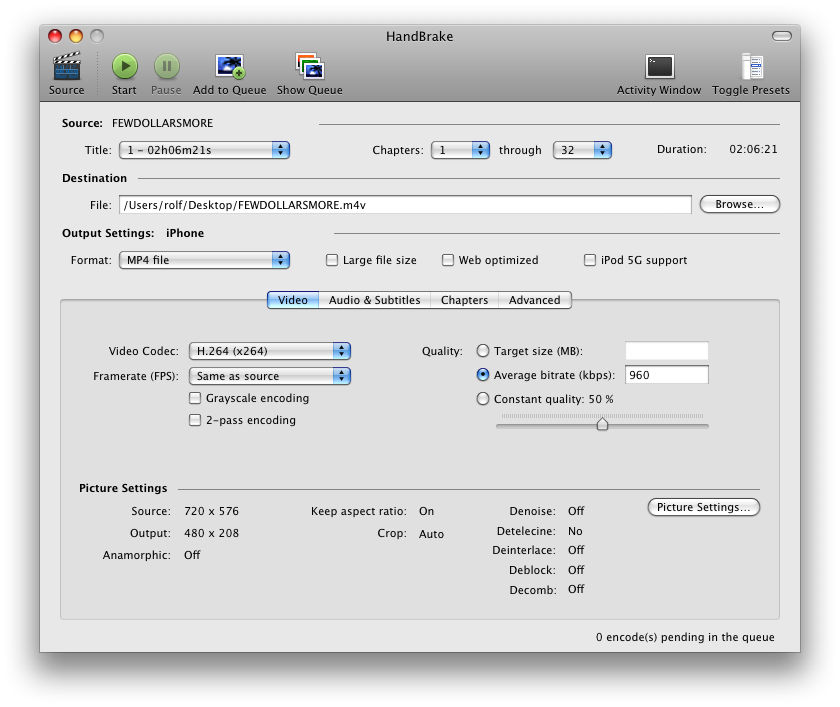 HandBrake
Source Start Pause Add to Queue Show Queue Activity Window Toggle Presets
Source: FEWDOLLARSMORE
Title: 1 - 02h06m21s Chapters: 1 through 32 Duration: 02:06:21
Destination
File: /Users/rolf/Desktop/FEWDOLLARSMORE.m4v Browse...
Output Settings: iPhone
Format: MP4 file Large file size Web optimized iPod 5G support
Video Audio & Subtitles Chapters Advanced
Video Codec: H.264 (x264) Quality: Target size (MB):
Framerate (FPS): Same as source Average bitrate (kbps): 960
Grayscale encoding Constant quality: 50 %
2-pass encoding
Picture Settings
Source: 720 x 576 Keep aspect ratio: On Denoise: Off Picture Settings...
Output: 480 x 208 Crop: Auto Detelecine: No
Anamorphic: Off Deinterlace: Off
Deblock: Off
Decomb: Off
0 encode(s) pending in the queue